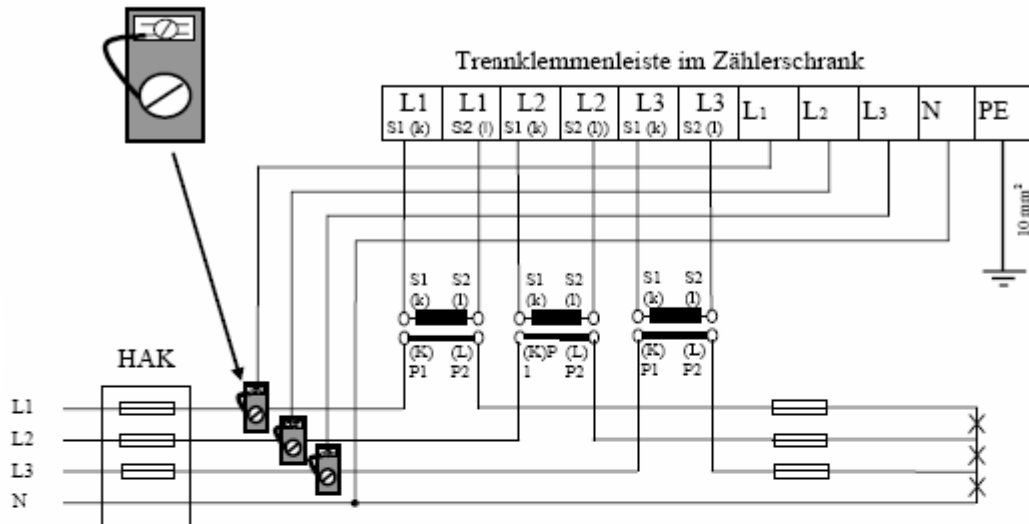 Trennklemmenleiste im Zählerschrank
L1 L1 L2 L2 L3 L3 L1 L2 L3 N PE
S1 (k) S2 (l) S1 (k) S2 (l)) S1 (k) S2 (l)
10 mm²
S1 S2 S1 S2 S1 S2
(k) (l) (k) (l) (k) (l)
(K) (L) (K)P (L) (K) (L)
P1 P2 1 P2 P1 P2
HAK
L1
L2
L3
N